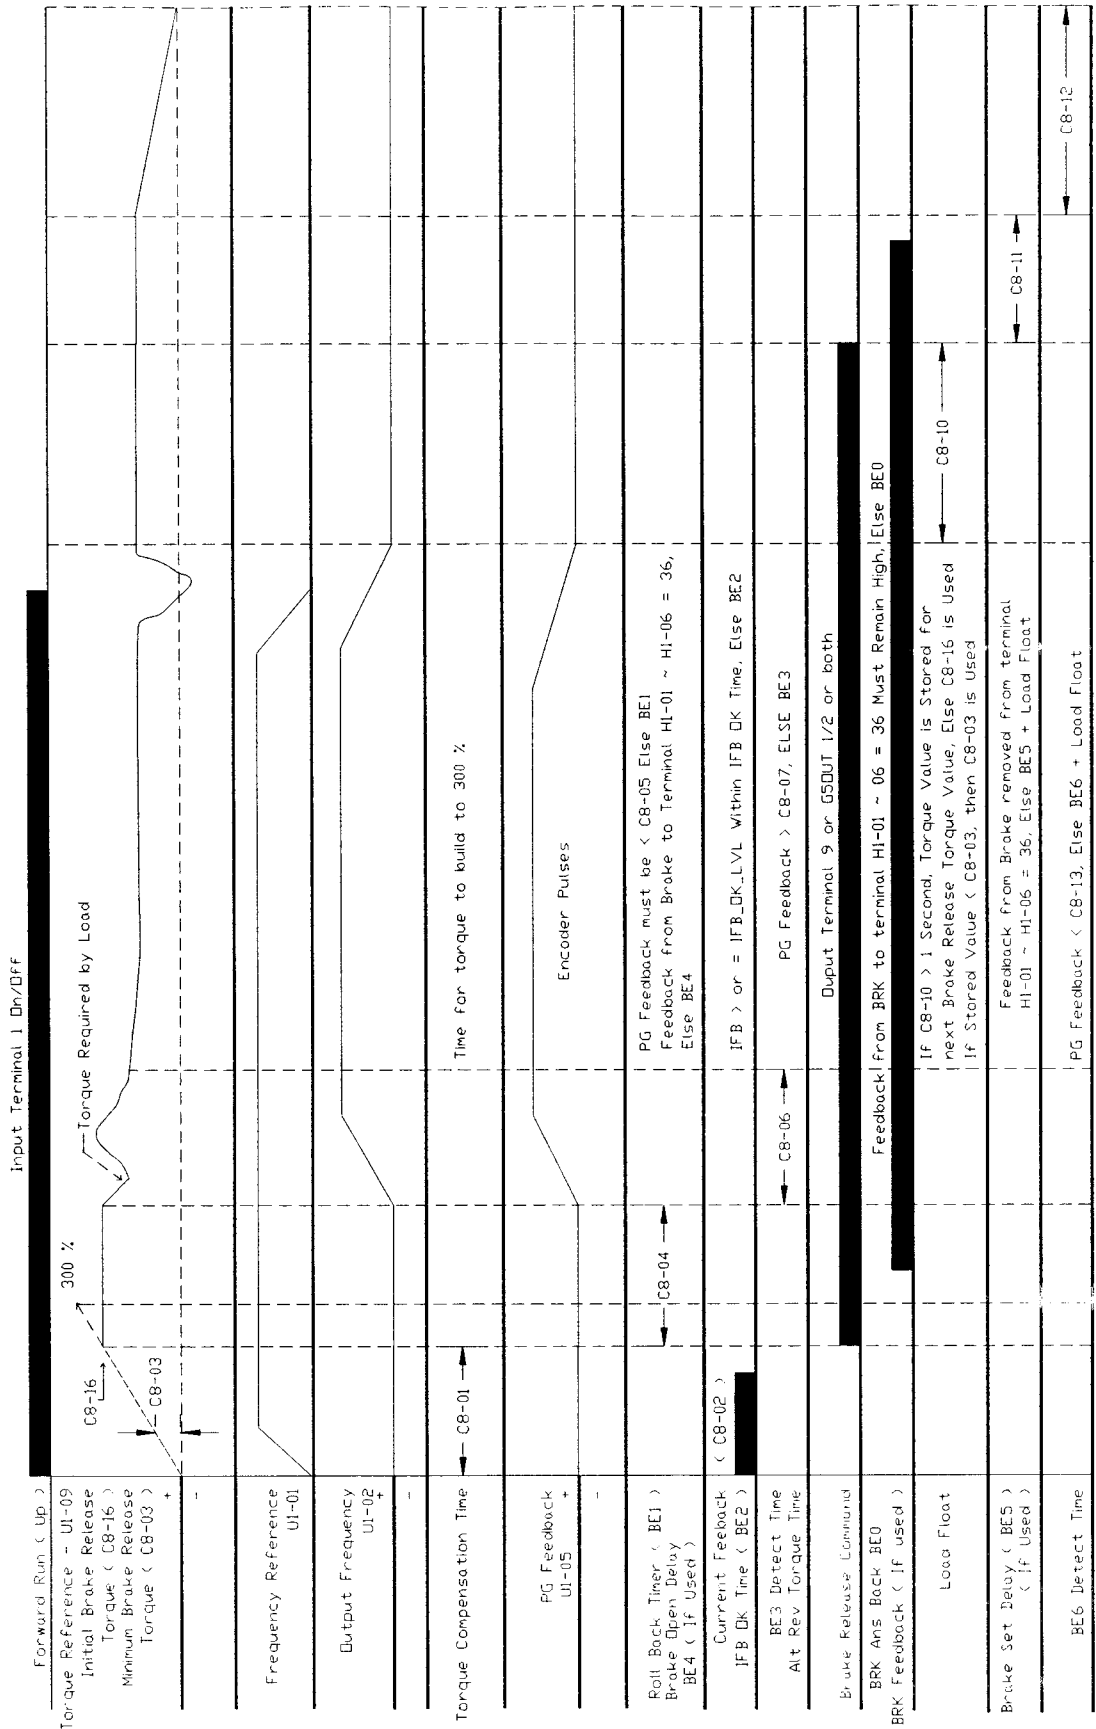 Input Terminal 1 On/Off
Forward Run ( Up )
Torque Reference - U1-09
Initial Brake Release
Torque ( C8-16 )
Minimum Brake Release
Torque ( C8-03 )
+
-
C8-16
C8-03
300 %
Torque Required by Load
Frequency Reference
U1-01
Output Frequency
U1-02
+
-
Torque Compensation Time
C8-01
Time for torque to build to 300 %
PG Feedback
U1-05
+
-
Encoder Pulses
Roll Back Timer ( BE1 )
Brake Open Delay
BE4 ( If Used )
C8-04
PG Feedback must be < C8-05 Else BE1
Feedback from Brake to Terminal H1-01 ~ H1-06 = 36,
Else BE4
Current Feeback
IFB OK Time ( BE2 )
( C8-02 )
IFB > or = IFB_OK_LVL Within IFB OK Time, Else BE2
BE3 Detect Time
Alt Rev Torque Time
C8-06
PG Feedback > C8-07, ELSE BE3
Brake Release Command
Ouput Terminal 9 or G5OUT 1/2 or both
BRK Ans Back BE0
BRK Feedback ( If used )
Feedback from BRK to terminal H1-01 ~ 06 = 36 Must Remain High, Else BE0
Load Float
If C8-10 > 1 Second, Torque Value is Stored for
next Brake Release Torque Value, Else C8-16 is Used
If Stored Value < C8-03, then C8-03 is Used
C8-10
Brake Set Delay ( BE5 )
( If Used )
Feedback from Brake removed from terminal
H1-01 ~ H1-06 = 36, Else BE5 + Load Float
C8-11
BE6 Detect Time
PG Feedback < C8-13, Else BE6 + Load Float
C8-12